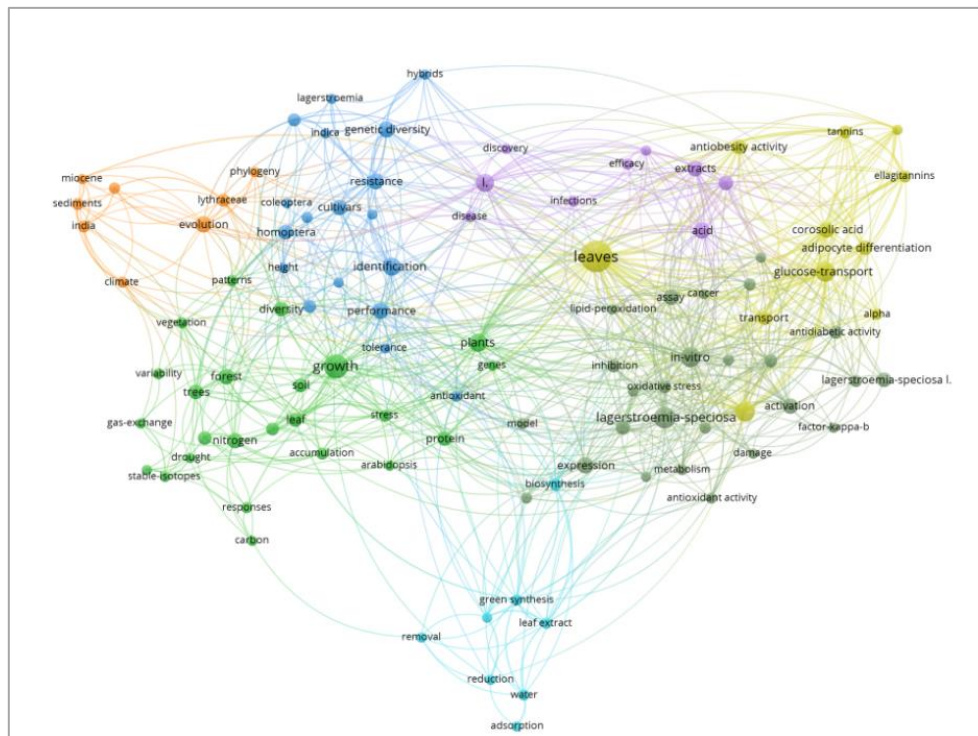 hybrids
lagerstroemia
indica
genetic diversity
tannins
discovery
antiobesity activity
efficacy
extracts
ellagitannins
miocene
phylogeny
resistance
l.
sediments
lythraceae
coleoptera
cultivars
infections
india
evolution
homoptera
disease
acid
corosolic acid
adipocyte differentiation
leaves
height
identification
glucose-transport
climate
patterns
cancer
assay
diversity
performance
lipid-peroxidation
transport
alpha
vegetation
antidiabetic activity
plants
tolerance
in-vitro
growth
genes
inhibition
variability
forest
soil
oxidative stress
lagerstroemia-speciosa l.
trees
antioxidant
activation
leaf
stress
lagerstroemia-speciosa
gas-exchange
model
factor-kappa-b
nitrogen
protein
drought
accumulation
damage
arabidopsis
expression
metabolism
stable-isotopes
biosynthesis
antioxidant activity
responses
carbon
green synthesis
leaf extract
removal
reduction
water
adsorption